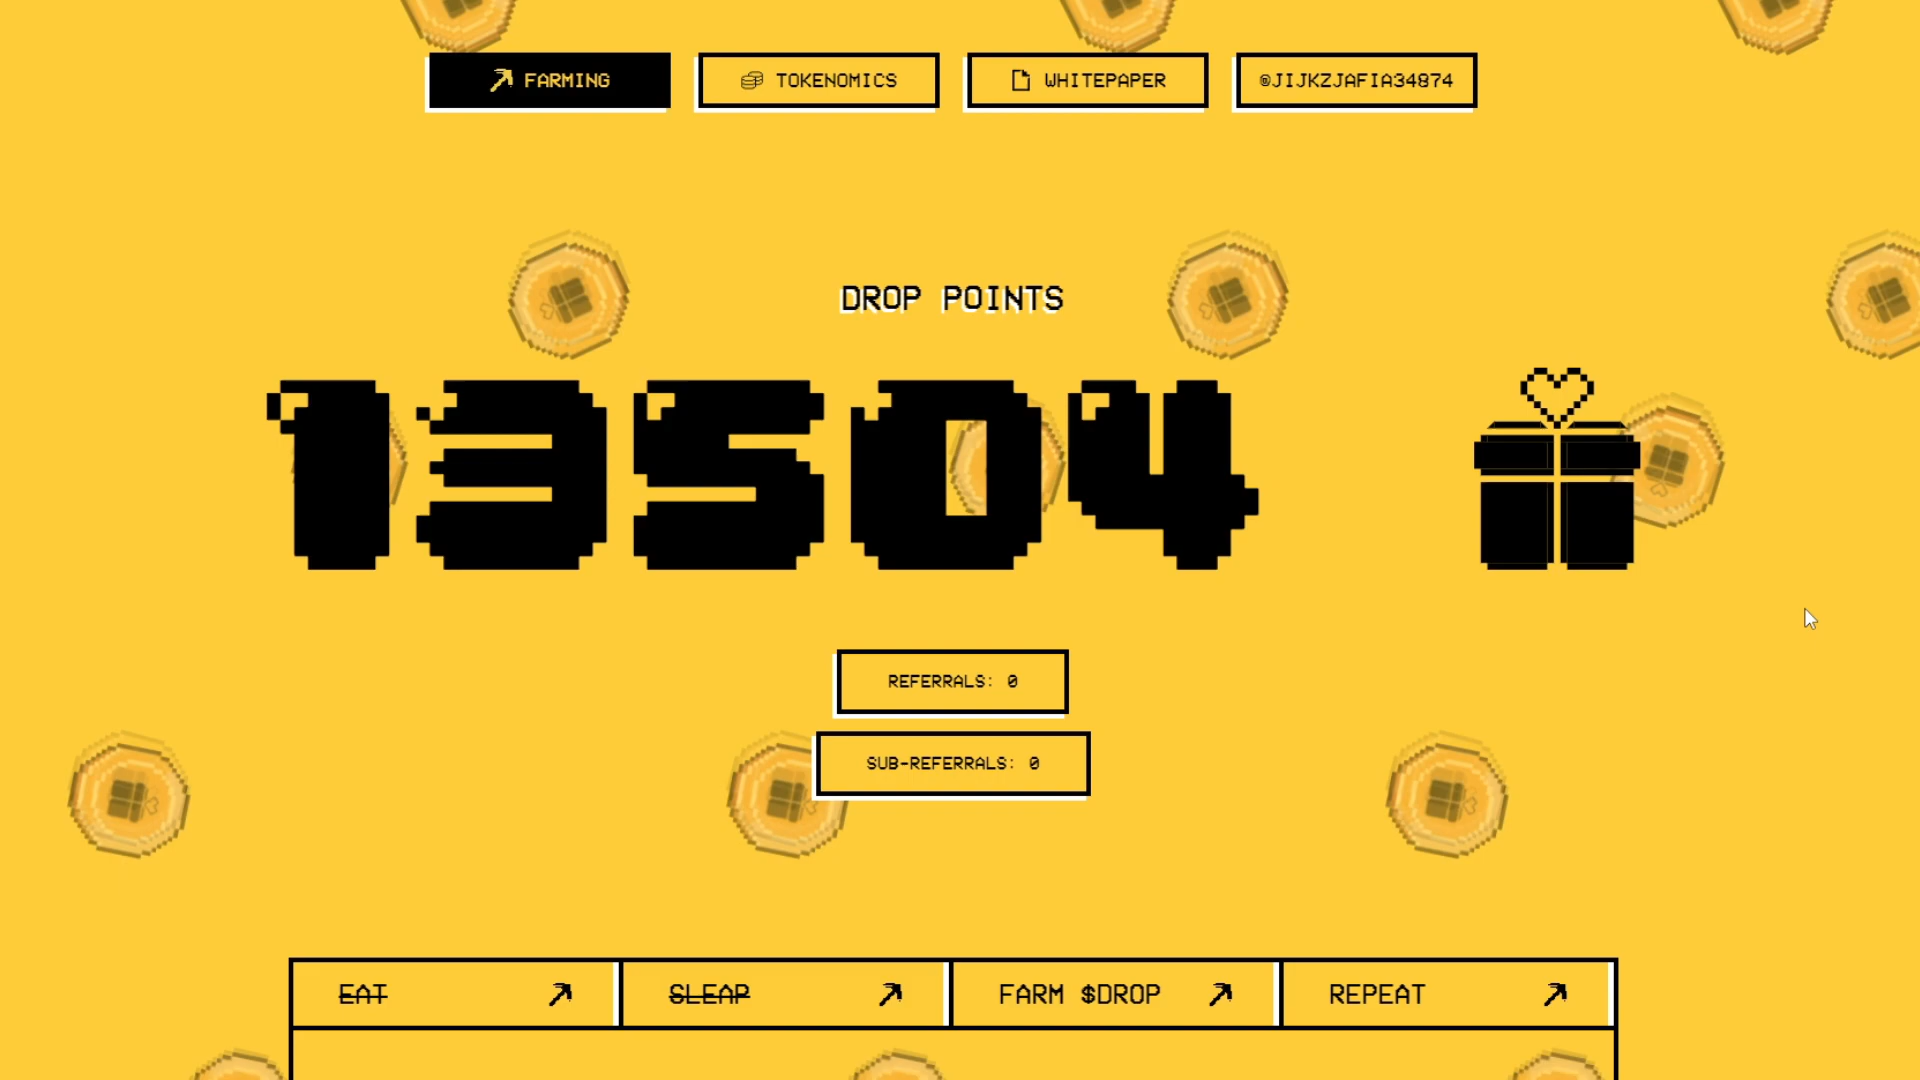 FARMING
TOKENOMICS
WHITEPAPER
@JIJKZJAFIA34874
DROP POINTS
13504
REFERRALS: 0
SUB-REFERRALS: 0
EAT
SLEAP
FARM $DROP
REPEAT